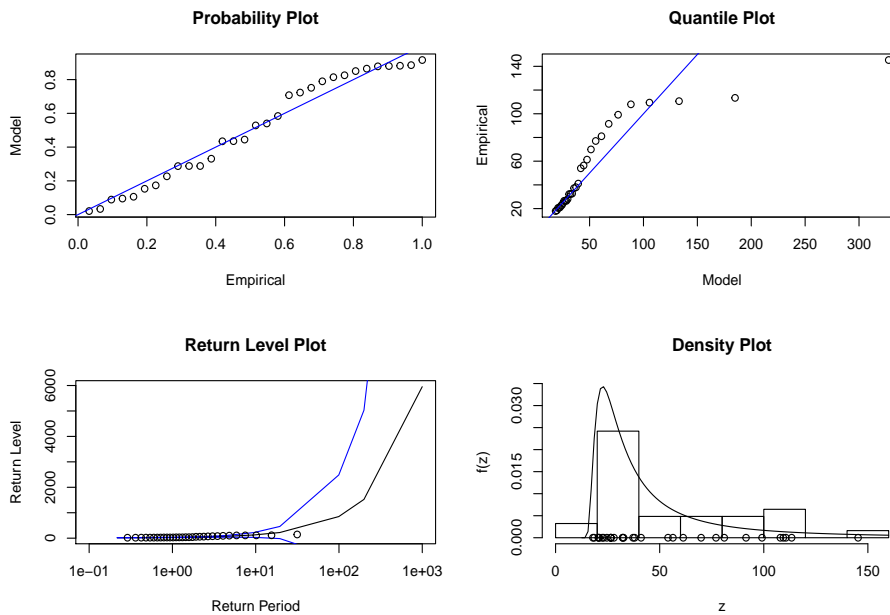 Probability Plot
Model
0.0 0.2 0.4 0.6 0.8
0.0 0.2 0.4 0.6 0.8 1.0
Empirical
Quantile Plot
Empirical
20 60 100 140
50 100 150 200 250 300
Model
Return Level Plot
Return Level
0 2000 4000 6000
1e−01 1e+00 1e+01 1e+02 1e+03
Return Period
Density Plot
f(z)
0.000 0.015 0.030
0 50 100 150
z